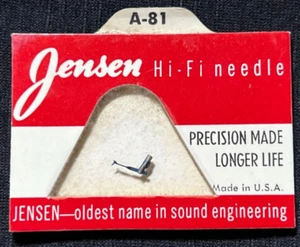 A-81
Jensen Hi-Fi needle
PRECISION MADE
LONGER LIFE
Made in U.S.A.
JENSEN—oldest name in sound engineering